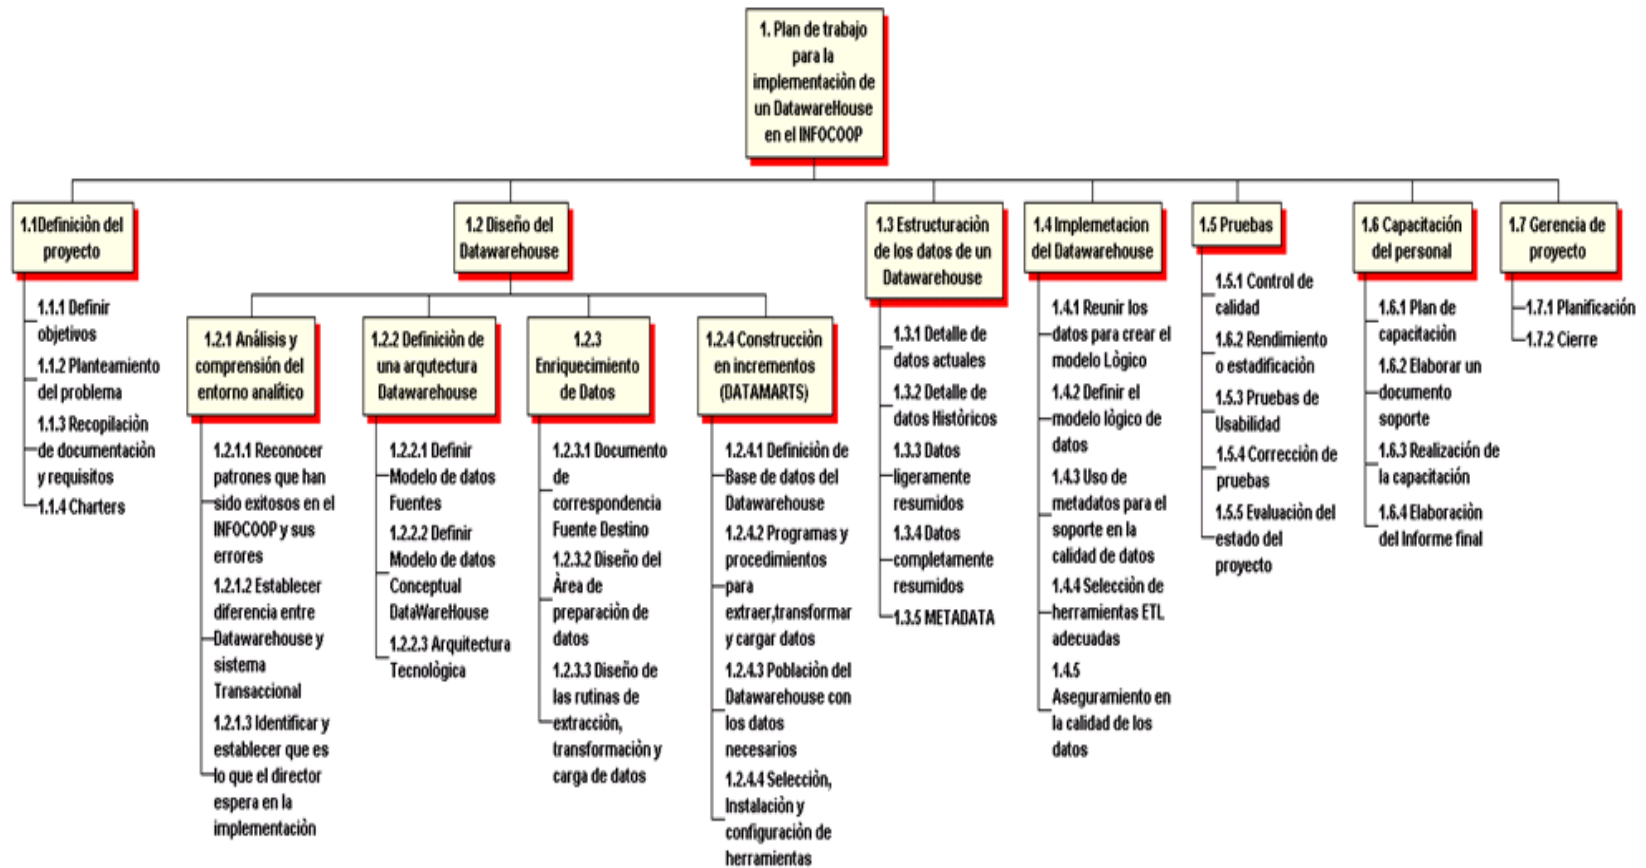 1. Plan de trabajo
para la
implementaciòn de
un DatawareHouse
en el INFOCOOP
1.1Definiciòn del
proyecto
1.1.1 Definir
objetivos
1.1.2 Planteamiento
del problema
1.1.3 Recopilaciòn
de documentaciòn
y requisitos
1.1.4 Charters
1.2 Diseño del
Datawarehouse
1.2.1 Análisis y
comprensión del
entorno analítico
1.2.1.1 Reconocer
patrones que han
sido exitosos en el
INFOCOOP y sus
errores
1.2.1.2 Establecer
diferencia entre
Datawarehouse y
sistema
Transaccional
1.2.1.3 Identificar y
establecer que es
lo que el director
espera en la
implementaciòn
1.2.2 Definiciòn de
una arqutectura
Datawarehouse
1.2.2.1 Definir
Modelo de datos
Fuentes
1.2.2.2 Definir
Modelo de datos
Conceptual
DataWareHouse
1.2.2.3 Arquitectura
Tecnològica
1.2.3
Enriquecimiento
de Datos
1.2.3.1 Documento
de
correspondencia
Fuente Destino
1.2.3.2 Diseño del
Àrea de
preparaciòn de
datos
1.2.3.3 Diseño de
las rutinas de
extracciòn,
transformaciòn y
carga de datos
1.2.4 Construcciòn
en incrementos
(DATAMARTS)
1.2.4.1 Definiciòn de
Base de datos del
Datawarehouse
1.2.4.2 Programas y
procedimientos
para
extraer,transformar
y cargar datos
1.2.4.3 Poblaciòn del
Datawarehouse con
los datos
necesarios
1.2.4.4 Selecciòn,
Instalaciòn y
configuraciòn de
herramientas
1.3 Estructuraciòn
de los datos de un
Datawarehouse
1.3.1 Detalle de
datos actuales
1.3.2 Detalle de
datos Històricos
1.3.3 Datos
ligeramente
resumidos
1.3.4 Datos
completamente
resumidos
1.3.5 METADATA
1.4 Implemetacion
del Datawarehouse
1.4.1 Reunir los
datos para crear el
modelo Lògico
1.4.2 Definir el
modelo lògico de
datos
1.4.3 Uso de
metadatos para el
soporte en la
calidad de datos
1.4.4 Selecciòn de
herramientas ETL
adecuadas
1.4.5
Aseguramiento en
la calidad de los
datos
1.5 Pruebas
1.5.1 Control de
calidad
1.6.2 Rendimiento
o estadificación
1.5.3 Pruebas de
Usabilidad
1.5.4 Corrección de
pruebas
1.5.5 Evaluaciòn del
estado del
proyecto
1.6 Capacitaciòn
del personal
1.6.1 Plan de
capacitaciòn
1.6.2 Elaborar un
documento
soporte
1.6.3 Realizaciòn de
la capacitaciòn
1.6.4 Elaboraciòn
del Informe final
1.7 Gerencia de
proyecto
1.7.1 Planificación
1.7.2 Cierre